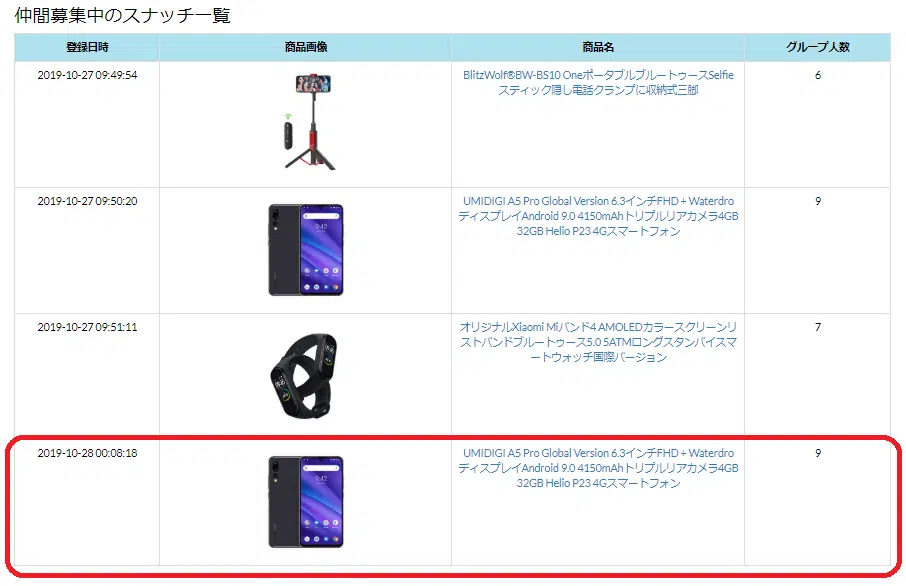 仲間募集中のスナッチ一覧
登録日時 商品画像 商品名 グループ人数
2019-10-27 09:49:54
BlitzWolf®BW-BS10 OneポータブルブルートゥースSelfie
スティック隠し電話クランプに収納式三脚
6
2019-10-27 09:50:20
UMIDIGI A5 Pro Global Version 6.3インチFHD + Waterdro
ディスプレイAndroid 9.0 4150mAhトリプルリアカメラ4GB
32GB Helio P23 4Gスマートフォン
9
9:42
2019-10-27 09:51:11
オリジナルXiaomi Miバンド4 AMOLEDカラースクリーンリ
ストバンドブルートゥース5.0 5ATMロングスタンバイスマ
ートウォッチ国際バージョン
7
2019-10-28 00:08:18
UMIDIGI A5 Pro Global Version 6.3インチFHD + Waterdro
ディスプレイAndroid 9.0 4150mAhトリプルリアカメラ4GB
32GB Helio P23 4Gスマートフォン
9
9:42